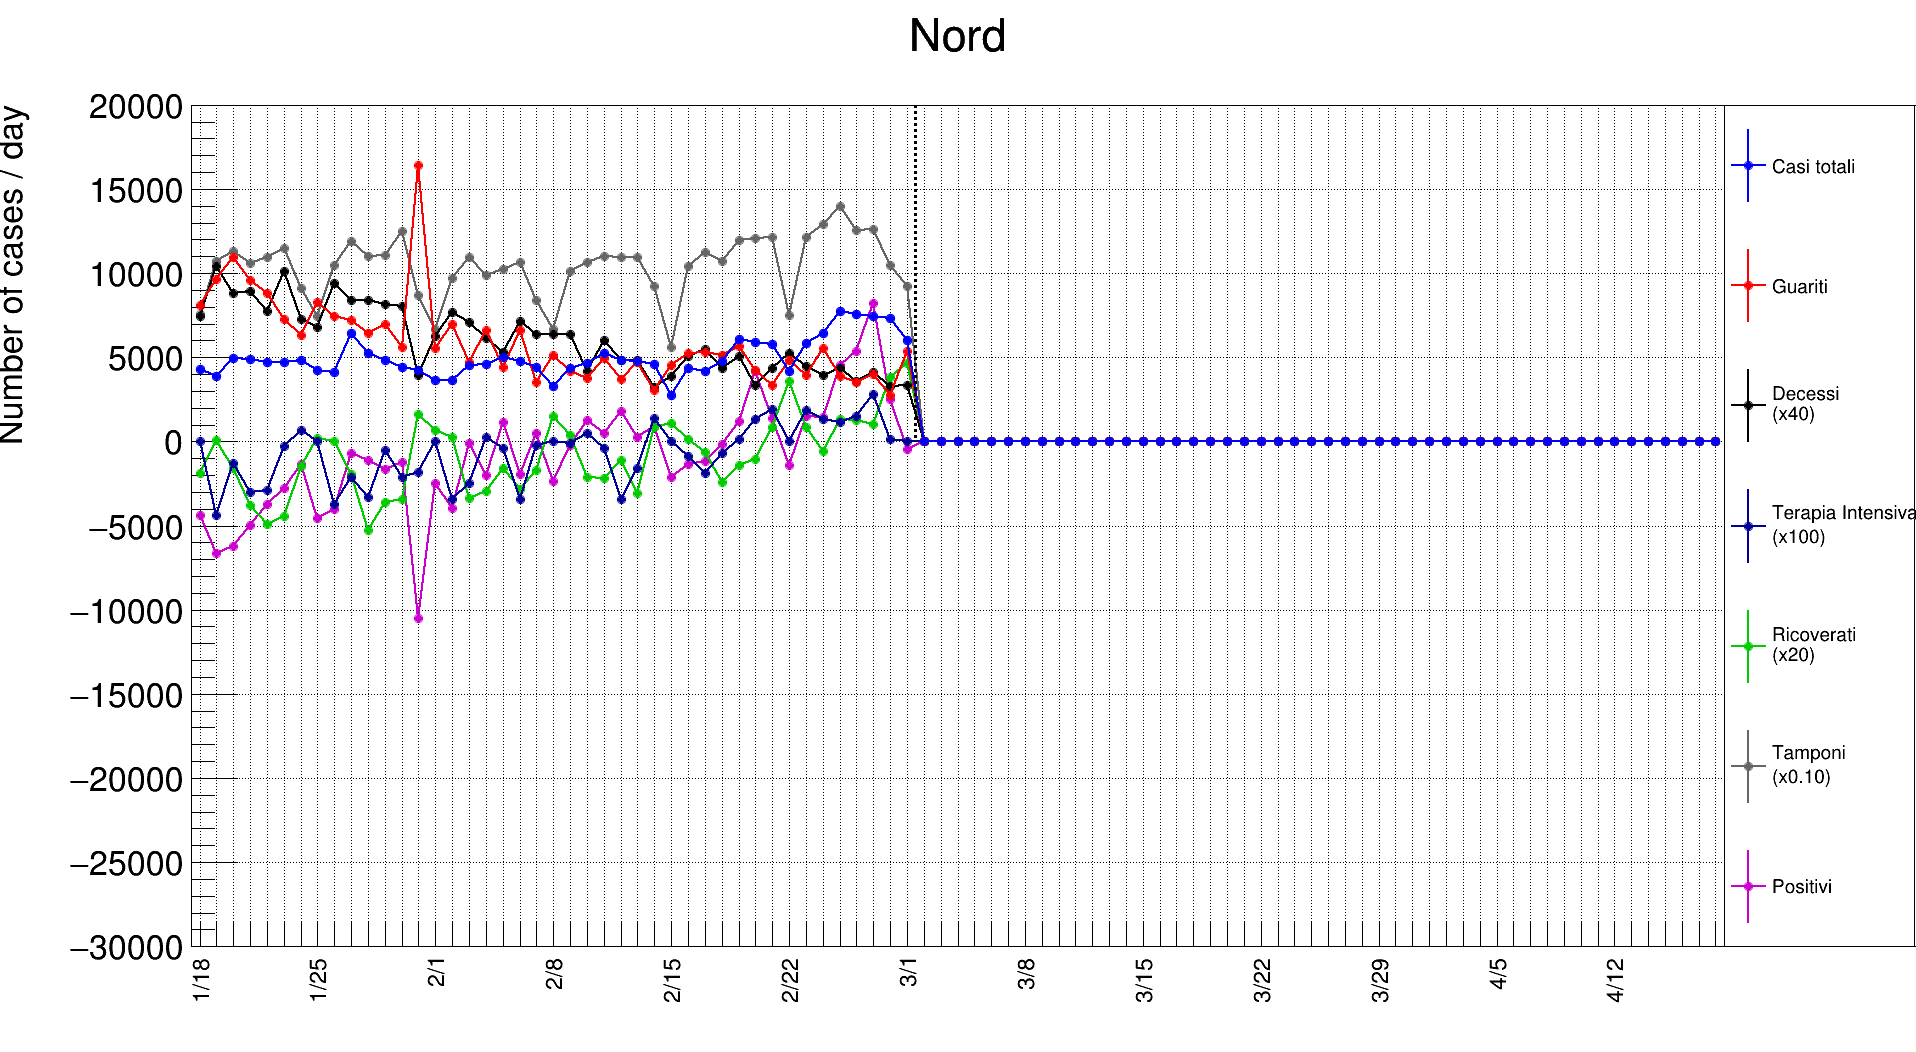 Nord
Number of cases / day
20000
15000
10000
5000
0
−5000
−10000
−15000
−20000
−25000
−30000
1/18
1/25
2/1
2/8
2/15
2/22
3/1
3/8
3/15
3/22
3/29
4/5
4/12
Casi totali
Guariti
Decessi
(x40)
Terapia Intensiva
(x100)
Ricoverati
(x20)
Tamponi
(x0.10)
Positivi